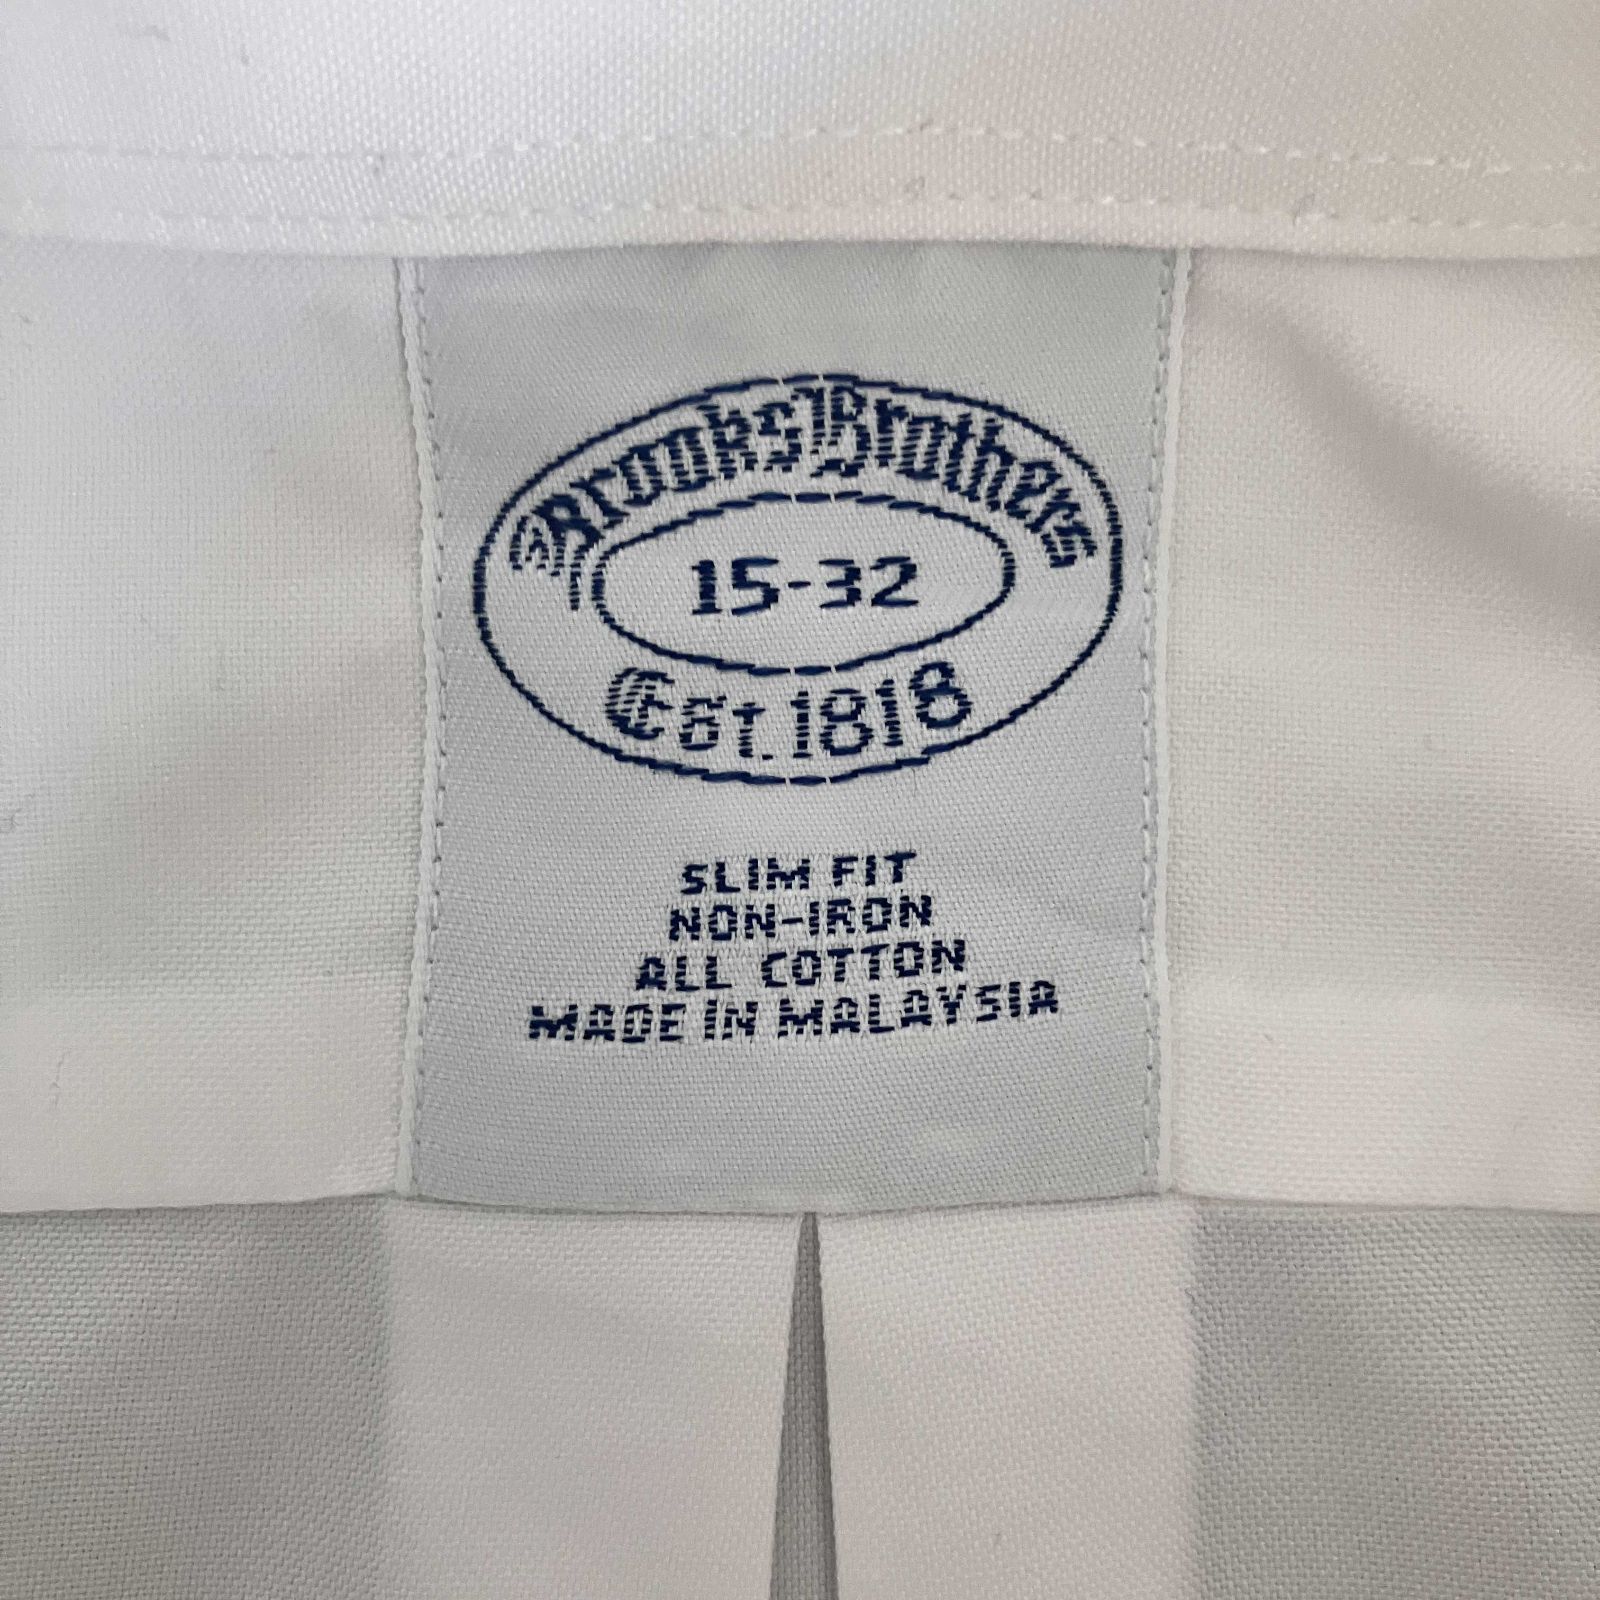 Brooks Brothers
15-32
Est. 1818
SLIM FIT
NON-IRON
ALL COTTON
MADE IN MALAYSIA